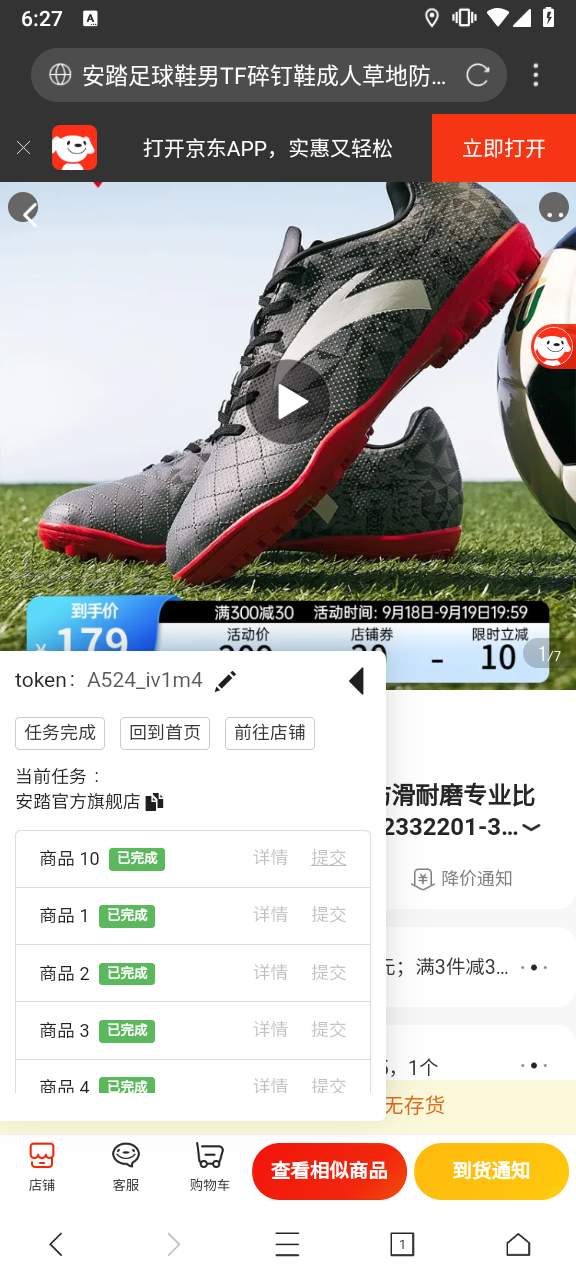 6:27
A
安踏足球鞋男TF碎钉鞋成人草地防...
打开京东APP，实惠又轻松
立即打开
到手价
满300减30 活动时间：9月18日-9月19日19:59
¥179
活动价 店铺券 限时立减
- 10
1/7
token： A524_iv1m4
任务完成 回到首页 前往店铺
当前任务：
安踏官方旗舰店
防滑耐磨专业比
2332201-3...
降价通知
商品 10 已完成 详情 提交
商品 1 已完成 详情 提交
元；满3件减3...
商品 2 已完成 详情 提交
商品 3 已完成 详情 提交
5，1个
商品 4 已完成 详情 提交
无存货
店铺 客服 购物车 查看相似商品 到货通知
1